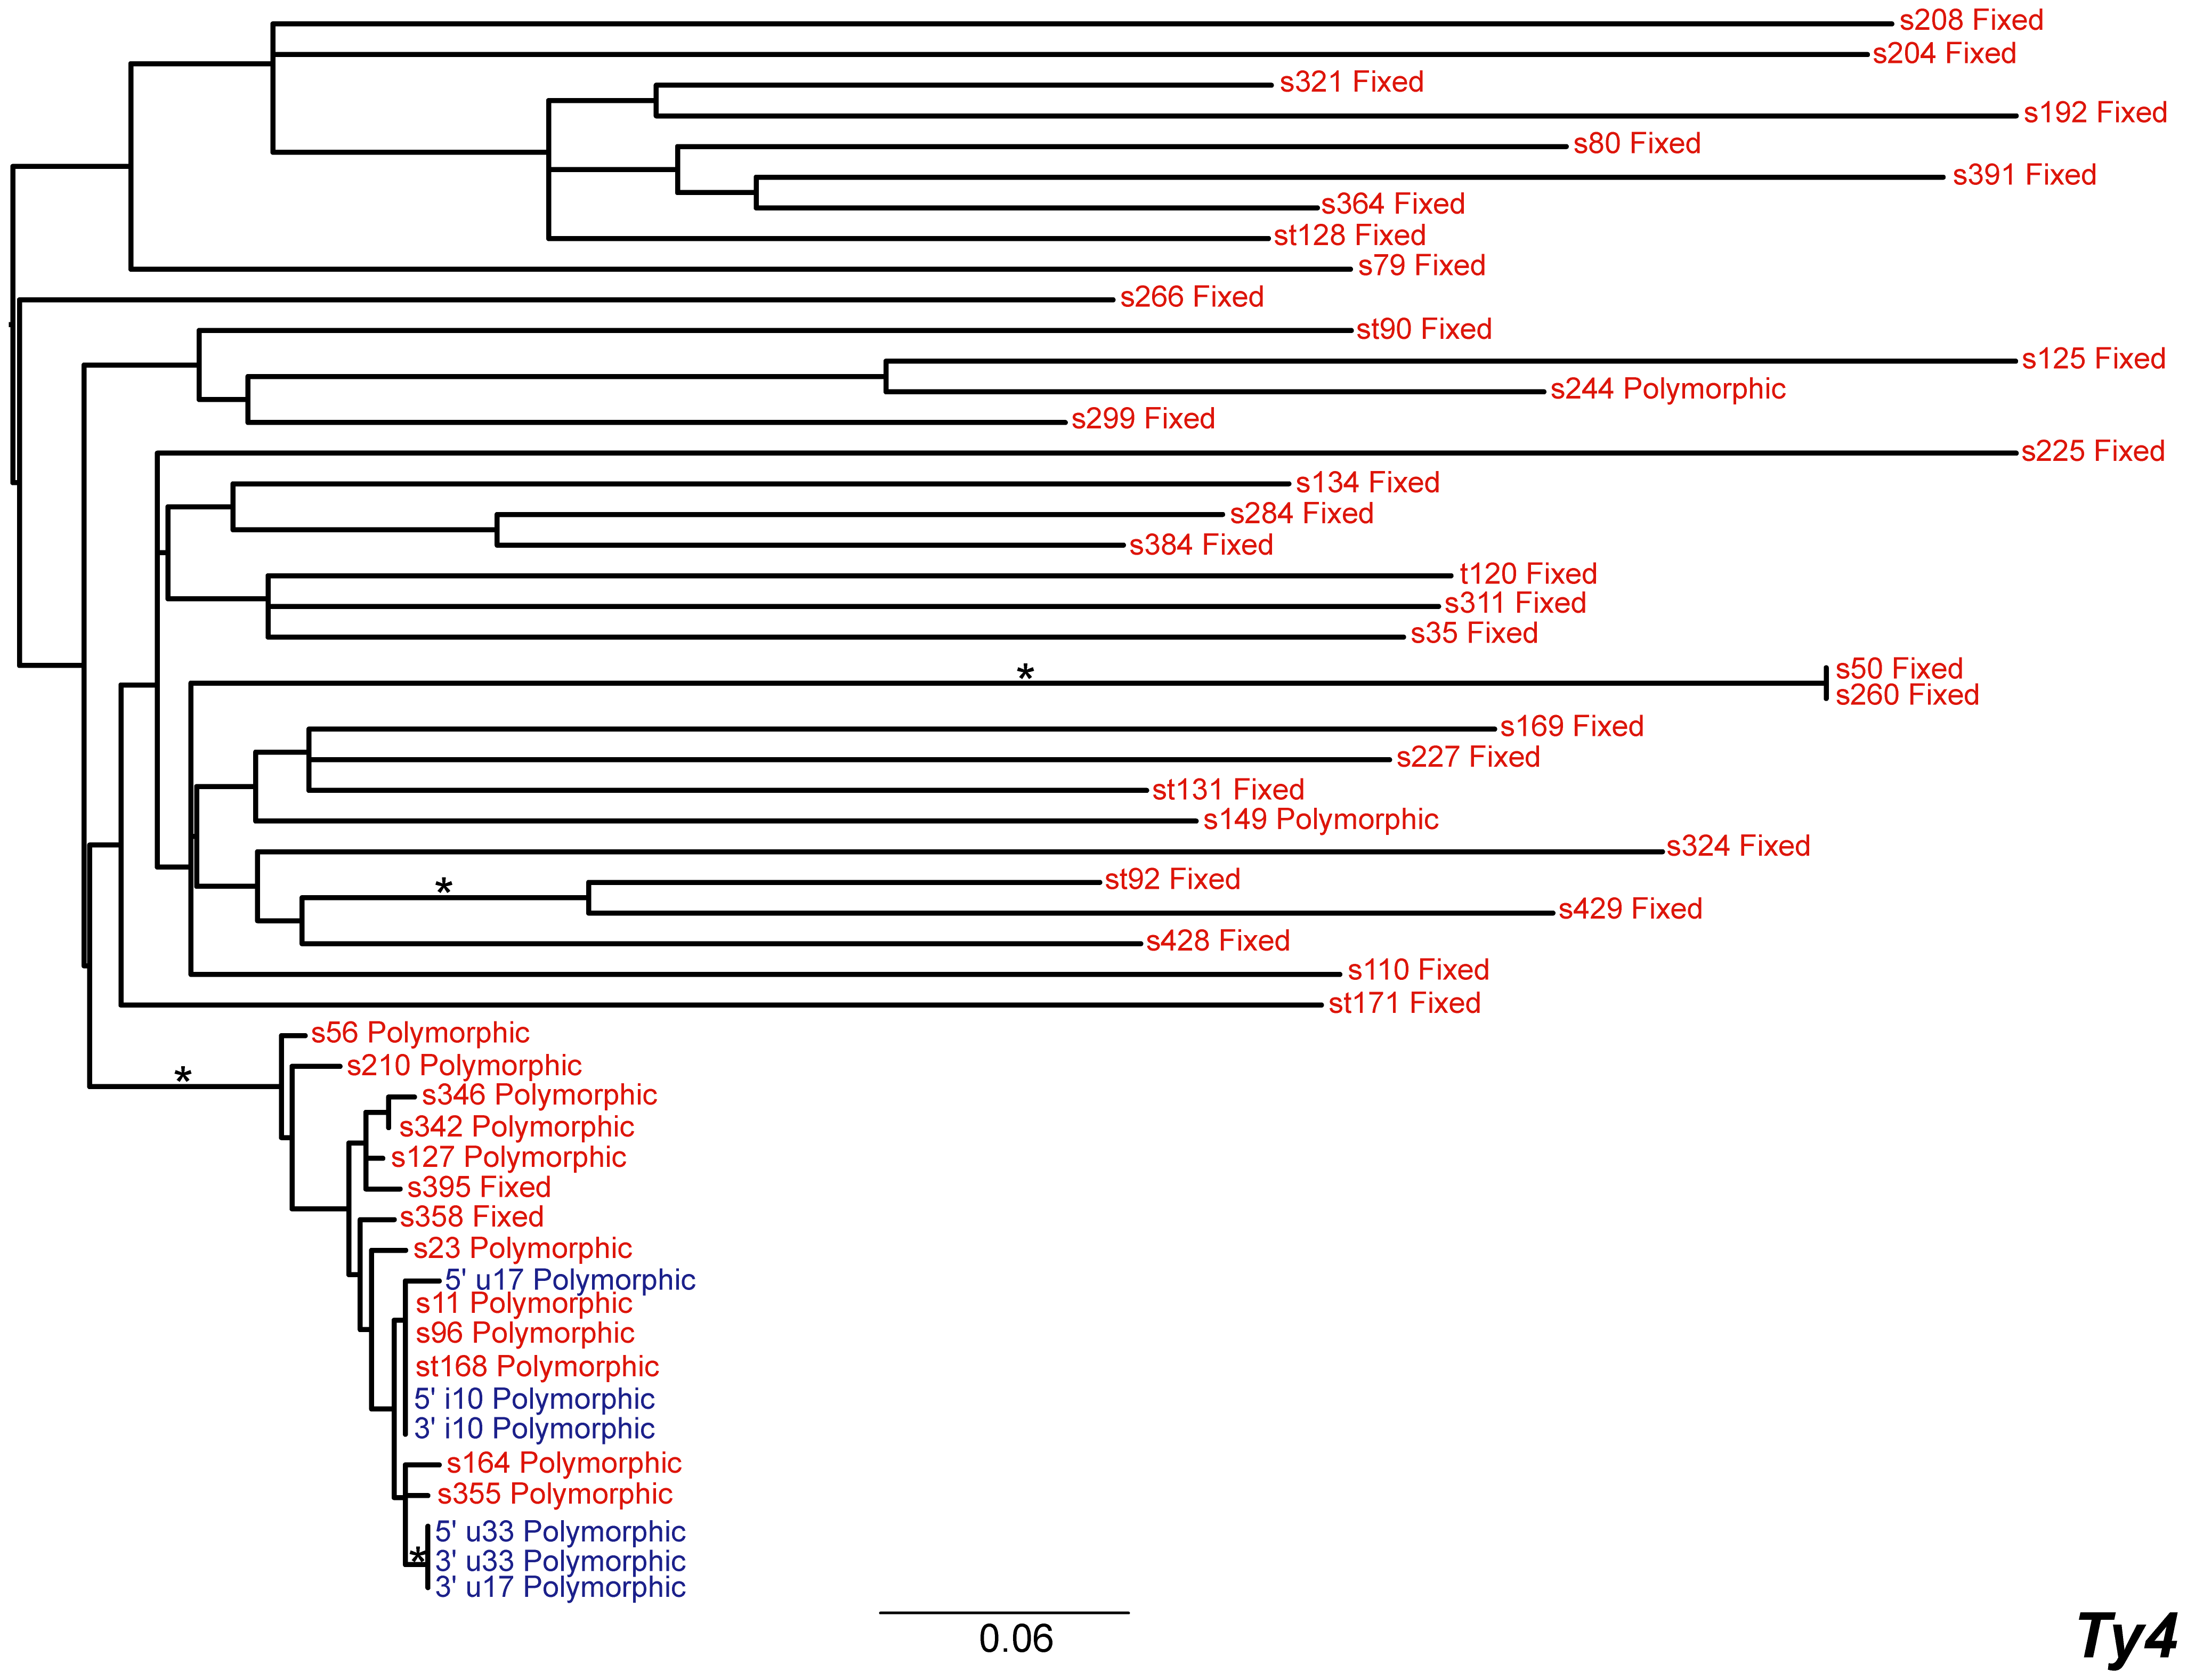 s208 Fixed
s204 Fixed
s321 Fixed
s192 Fixed
s80 Fixed
s391 Fixed
s364 Fixed
st128 Fixed
s79 Fixed
s266 Fixed
st90 Fixed
s125 Fixed
s244 Polymorphic
s299 Fixed
s225 Fixed
s134 Fixed
s284 Fixed
s384 Fixed
t120 Fixed
s311 Fixed
s35 Fixed
*
s50 Fixed
s260 Fixed
s169 Fixed
s227 Fixed
st131 Fixed
s149 Polymorphic
s324 Fixed
*
st92 Fixed
s429 Fixed
s428 Fixed
s110 Fixed
st171 Fixed
s56 Polymorphic
s210 Polymorphic
*
s346 Polymorphic
s342 Polymorphic
s127 Polymorphic
s395 Fixed
s358 Fixed
s23 Polymorphic
5' u17 Polymorphic
s11 Polymorphic
s96 Polymorphic
st168 Polymorphic
5' i10 Polymorphic
3' i10 Polymorphic
s164 Polymorphic
s355 Polymorphic
5' u33 Polymorphic
*
3' u33 Polymorphic
3' u17 Polymorphic
0.06
Ty4